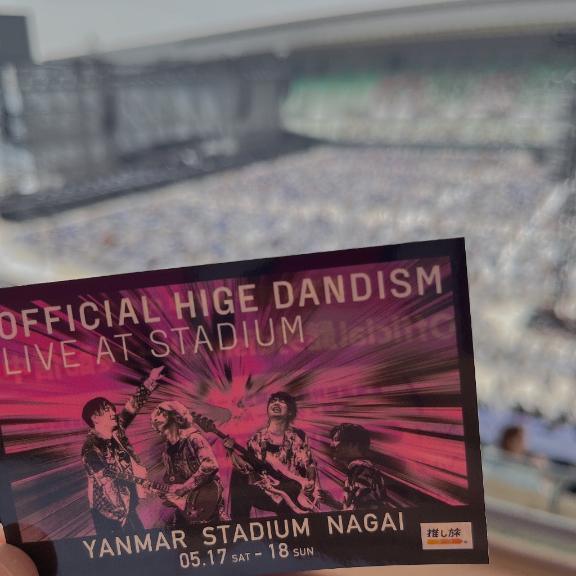 OFFICIAL HIGE DANDISM
LIVE AT STADIUM
YANMAR STADIUM NAGAI
05.17 SAT - 18 SUN
推し旅